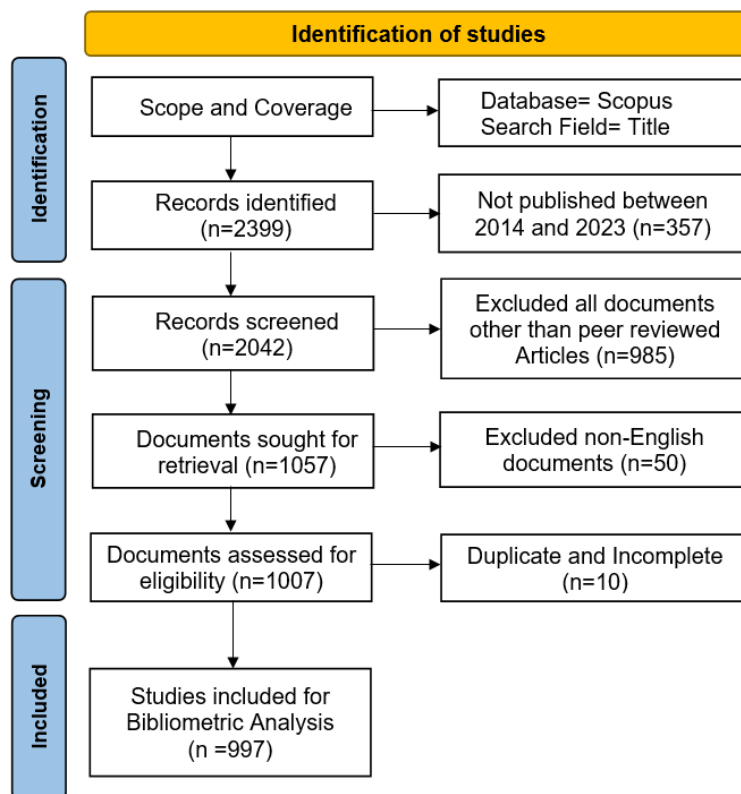 Identification of studies
Identification
Scope and Coverage
Database= Scopus
Search Field= Title
Records identified
(n=2399)
Not published between
2014 and 2023 (n=357)
Screening
Records screened
(n=2042)
Excluded all documents
other than peer reviewed
Articles (n=985)
Documents sought for
retrieval (n=1057)
Excluded non-English
documents (n=50)
Documents assessed for
eligibility (n=1007)
Duplicate and Incomplete
(n=10)
Included
Studies included for
Bibliometric Analysis
(n =997)